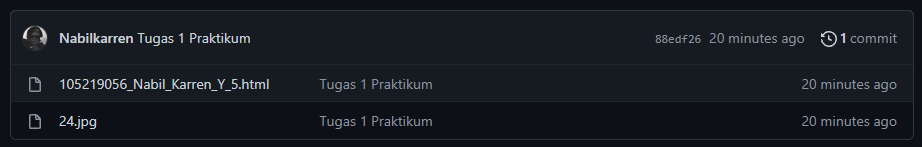 Nabilkarren Tugas 1 Praktikum 88edf26 20 minutes ago 1 commit
105219056_Nabil_Karren_Y_5.html Tugas 1 Praktikum 20 minutes ago
24.jpg Tugas 1 Praktikum 20 minutes ago